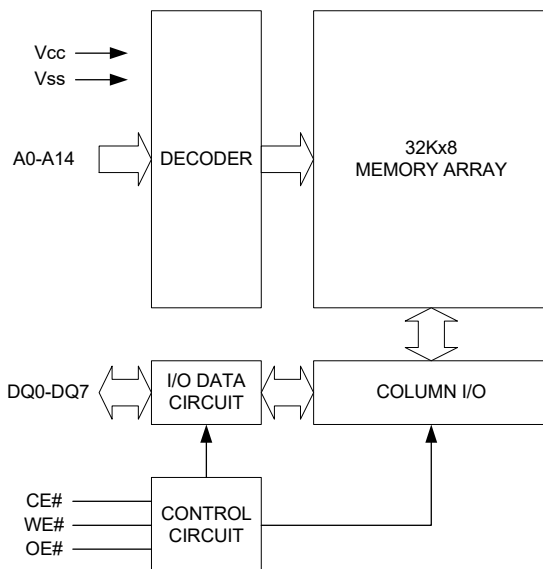 Vcc
Vss
A0-A14
DECODER
32Kx8
MEMORY ARRAY
DQ0-DQ7
I/O DATA
CIRCUIT
COLUMN I/O
CE#
WE#
OE#
CONTROL
CIRCUIT